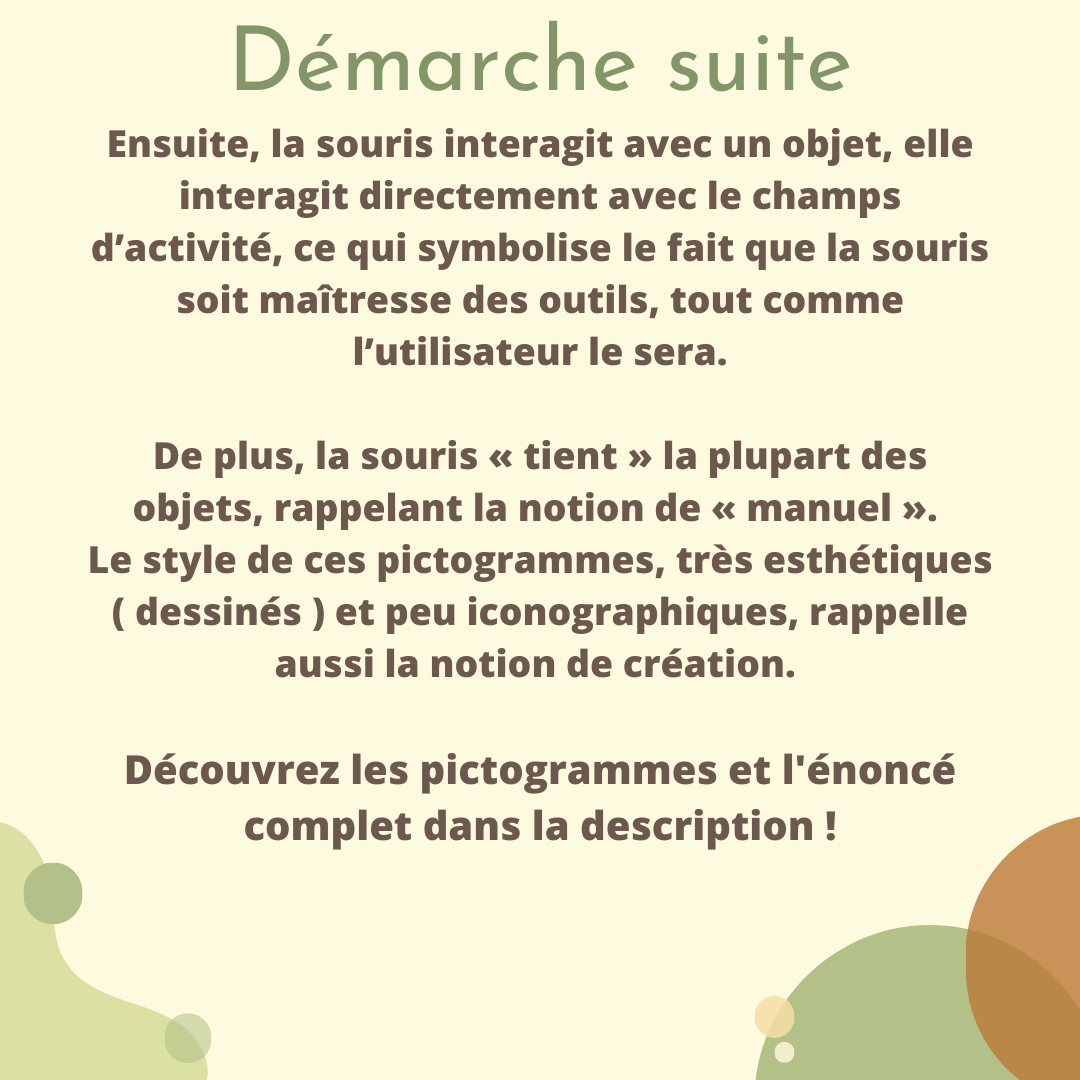 Démarche suite
Ensuite, la souris interagit avec un objet, elle
interagit directement avec le champs
d’activité, ce qui symbolise le fait que la souris
soit maîtresse des outils, tout comme
l’utilisateur le sera.
De plus, la souris « tient » la plupart des
objets, rappelant la notion de « manuel ».
Le style de ces pictogrammes, très esthétiques
( dessinés ) et peu iconographiques, rappelle
aussi la notion de création.
Découvrez les pictogrammes et l'énoncé
complet dans la description !